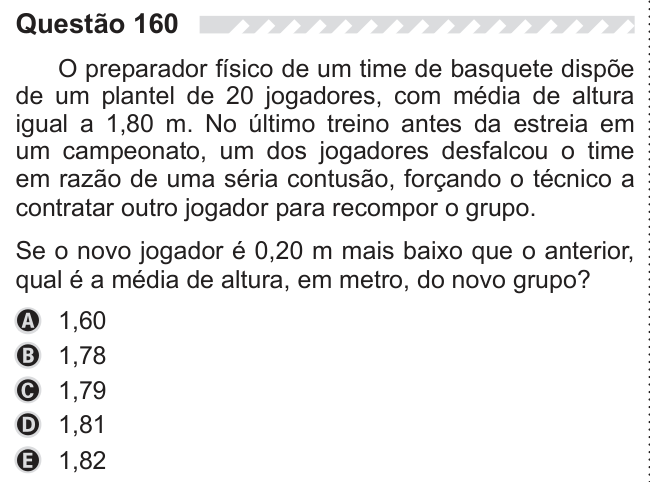 Questão 160
O preparador físico de um time de basquete dispõe
de um plantel de 20 jogadores, com média de altura
igual a 1,80 m. No último treino antes da estreia em
um campeonato, um dos jogadores desfalcou o time
em razão de uma séria contusão, forçando o técnico a
contratar outro jogador para recompor o grupo.
Se o novo jogador é 0,20 m mais baixo que o anterior,
qual é a média de altura, em metro, do novo grupo?
A 1,60
B 1,78
C 1,79
D 1,81
E 1,82